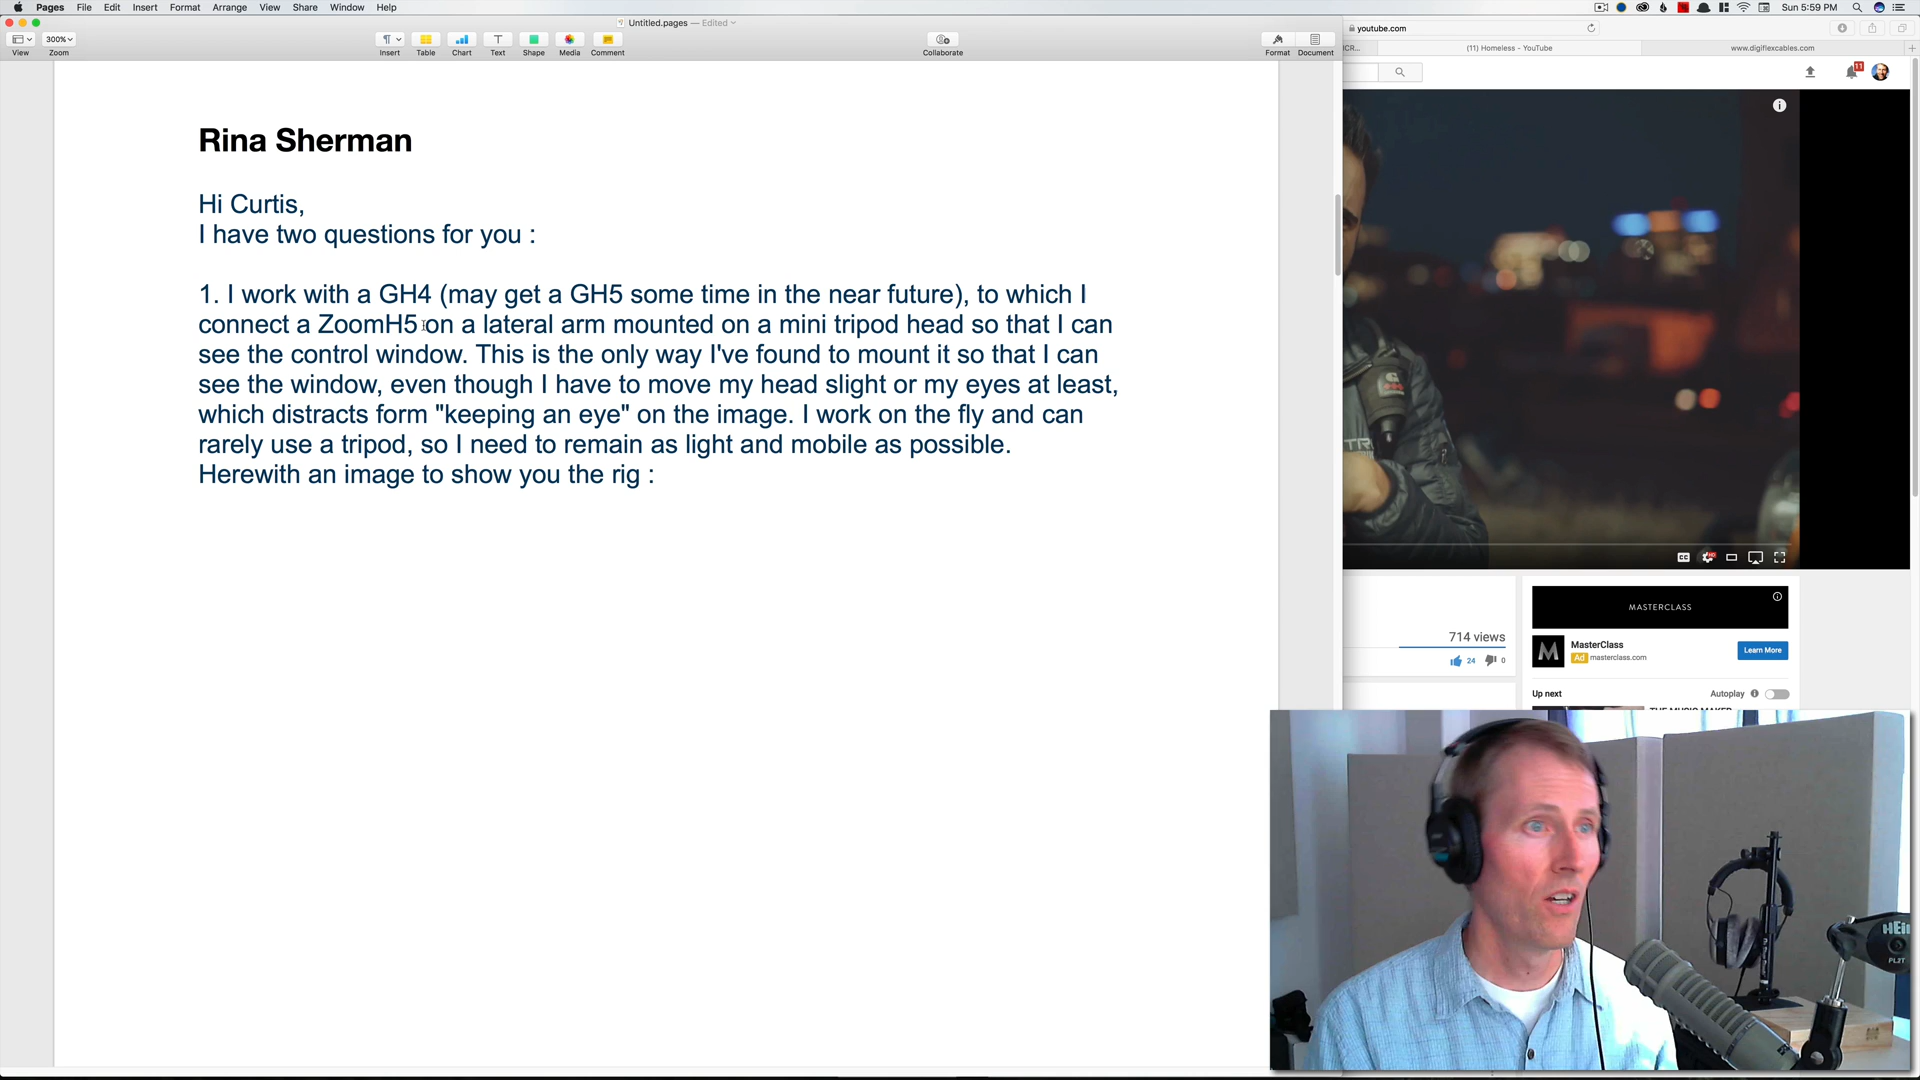 Pages File Edit Insert Format Arrange View Share Window Help
Sun 5:59 PM
Untitled.pages — Edited
300%
View Zoom Insert Table Chart Text Shape Media Comment Collaborate Format Document
youtube.com
(11) Homeless - YouTube
www.digiflexcables.com
11
Rina Sherman
Hi Curtis,
I have two questions for you :
1. I work with a GH4 (may get a GH5 some time in the near future), to which I
connect a ZoomH5 on a lateral arm mounted on a mini tripod head so that I can
see the control window. This is the only way I've found to mount it so that I can
see the window, even though I have to move my head slight or my eyes at least,
which distracts form "keeping an eye" on the image. I work on the fly and can
rarely use a tripod, so I need to remain as light and mobile as possible.
Herewith an image to show you the rig :
CC
HD
MASTERCLASS
714 views
24 0
M
MasterClass
Ad masterclass.com
Learn More
Up next
Autoplay
PL2T